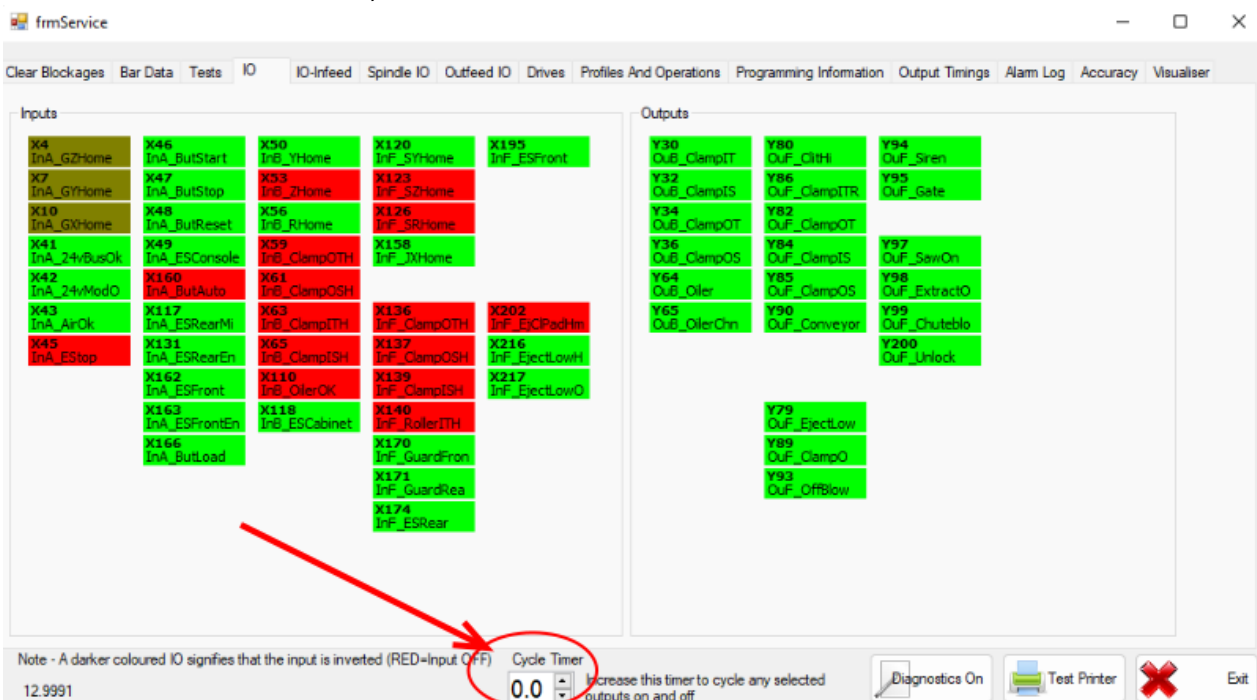 frmService
Clear Blockages Bar Data Tests IO IO-Infeed Spindle IO Outfeed IO Drives Profiles And Operations Programming Information Output Timings Alarm Log Accuracy Visualiser
Inputs
X4
InA_GZHome
X7
InA_GYHome
X10
InA_GXHome
X41
InA_24vBusOk
X42
InA_24vModO
X43
InA_AirOk
X45
InA_EStop
X46
InA_ButStart
X47
InA_ButStop
X48
InA_ButReset
X49
InA_ESConsole
X160
InA_ButAuto
X117
InA_ESRearMi
X131
InA_ESRearEn
X162
InA_ESFront
X163
InA_ESFrontEn
X166
InA_ButLoad
X50
InB_YHome
X53
InB_ZHome
X56
InB_RHome
X59
InB_ClampOTH
X61
InB_ClampOSH
X63
InB_ClampITH
X65
InB_ClampISH
X110
InB_OilerOK
X118
InB_ESCabinet
X120
InF_SYHome
X123
InF_SZHome
X126
InF_SRHome
X158
InF_JXHome
X136
InF_ClampOTH
X137
InF_ClampOSH
X139
InF_ClampISH
X140
InF_RollerITH
X170
InF_GuardFron
X171
InF_GuardRea
X174
InF_ESRear
X195
InF_ESFront
X202
InF_EjClPadHm
X216
InF_EjectLowH
X217
InF_EjectLowO
Outputs
Y30
OuB_ClampIT
Y32
OuB_ClampIS
Y34
OuB_ClampOT
Y36
OuB_ClampOS
Y64
OuB_Oiler
Y65
OuB_OilerChn
Y80
OuF_ClitHi
Y86
OuF_ClampITR
Y82
OuF_ClampOT
Y84
OuF_ClampIS
Y85
OuF_ClampOS
Y90
OuF_Conveyor
Y79
OuF_EjectLow
Y89
OuF_ClampO
Y93
OuF_OffBlow
Y94
OuF_Siren
Y95
OuF_Gate
Y97
OuF_SawOn
Y98
OuF_ExtractO
Y99
OuF_Chuteblo
Y200
OuF_Unlock
Note - A darker coloured IO signifies that the input is inverted (RED=Input OFF)
12.9991
Cycle Timer
0.0
Increase this timer to cycle any selected
outputs on and off
Diagnostics On
Test Printer
Exit